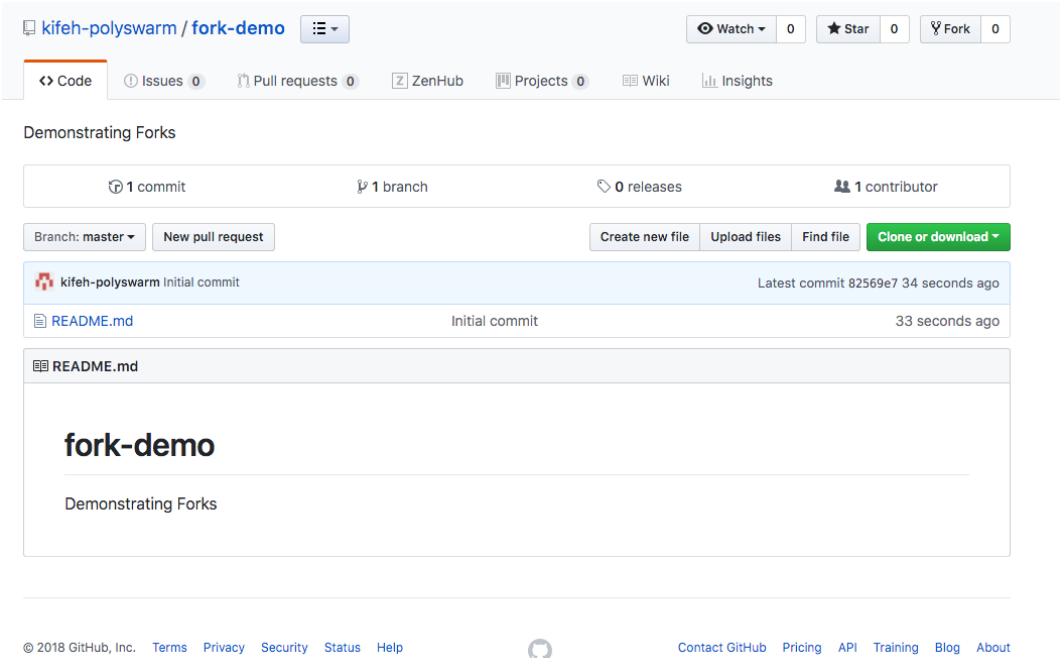 kifeh-polyswarm / fork-demo
Watch 0 Star 0 Fork 0
Code Issues 0 Pull requests 0 Z ZenHub Projects 0 Wiki Insights
Demonstrating Forks
1 commit 1 branch 0 releases 1 contributor
Branch: master New pull request Create new file Upload files Find file Clone or download
kifeh-polyswarm Initial commit Latest commit 82569e7 34 seconds ago
README.md Initial commit 33 seconds ago
README.md
fork-demo
Demonstrating Forks
© 2018 GitHub, Inc. Terms Privacy Security Status Help Contact GitHub Pricing API Training Blog About